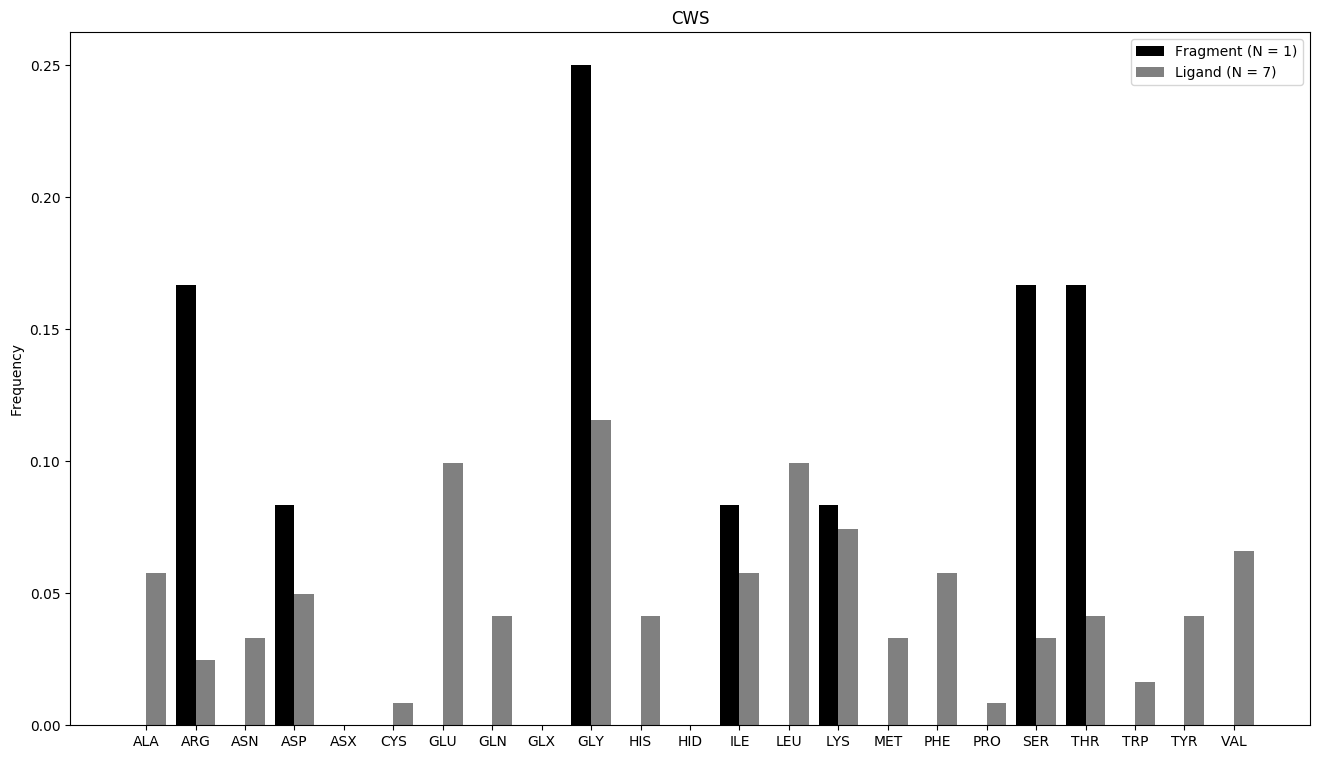 CWS
Fragment (N = 1)
Ligand (N = 7)
Frequency
0.25
0.20
0.15
0.10
0.05
0.00
ALA ARG ASN ASP ASX CYS GLU GLN GLX GLY HIS HID ILE LEU LYS MET PHE PRO SER THR TRP TYR VAL